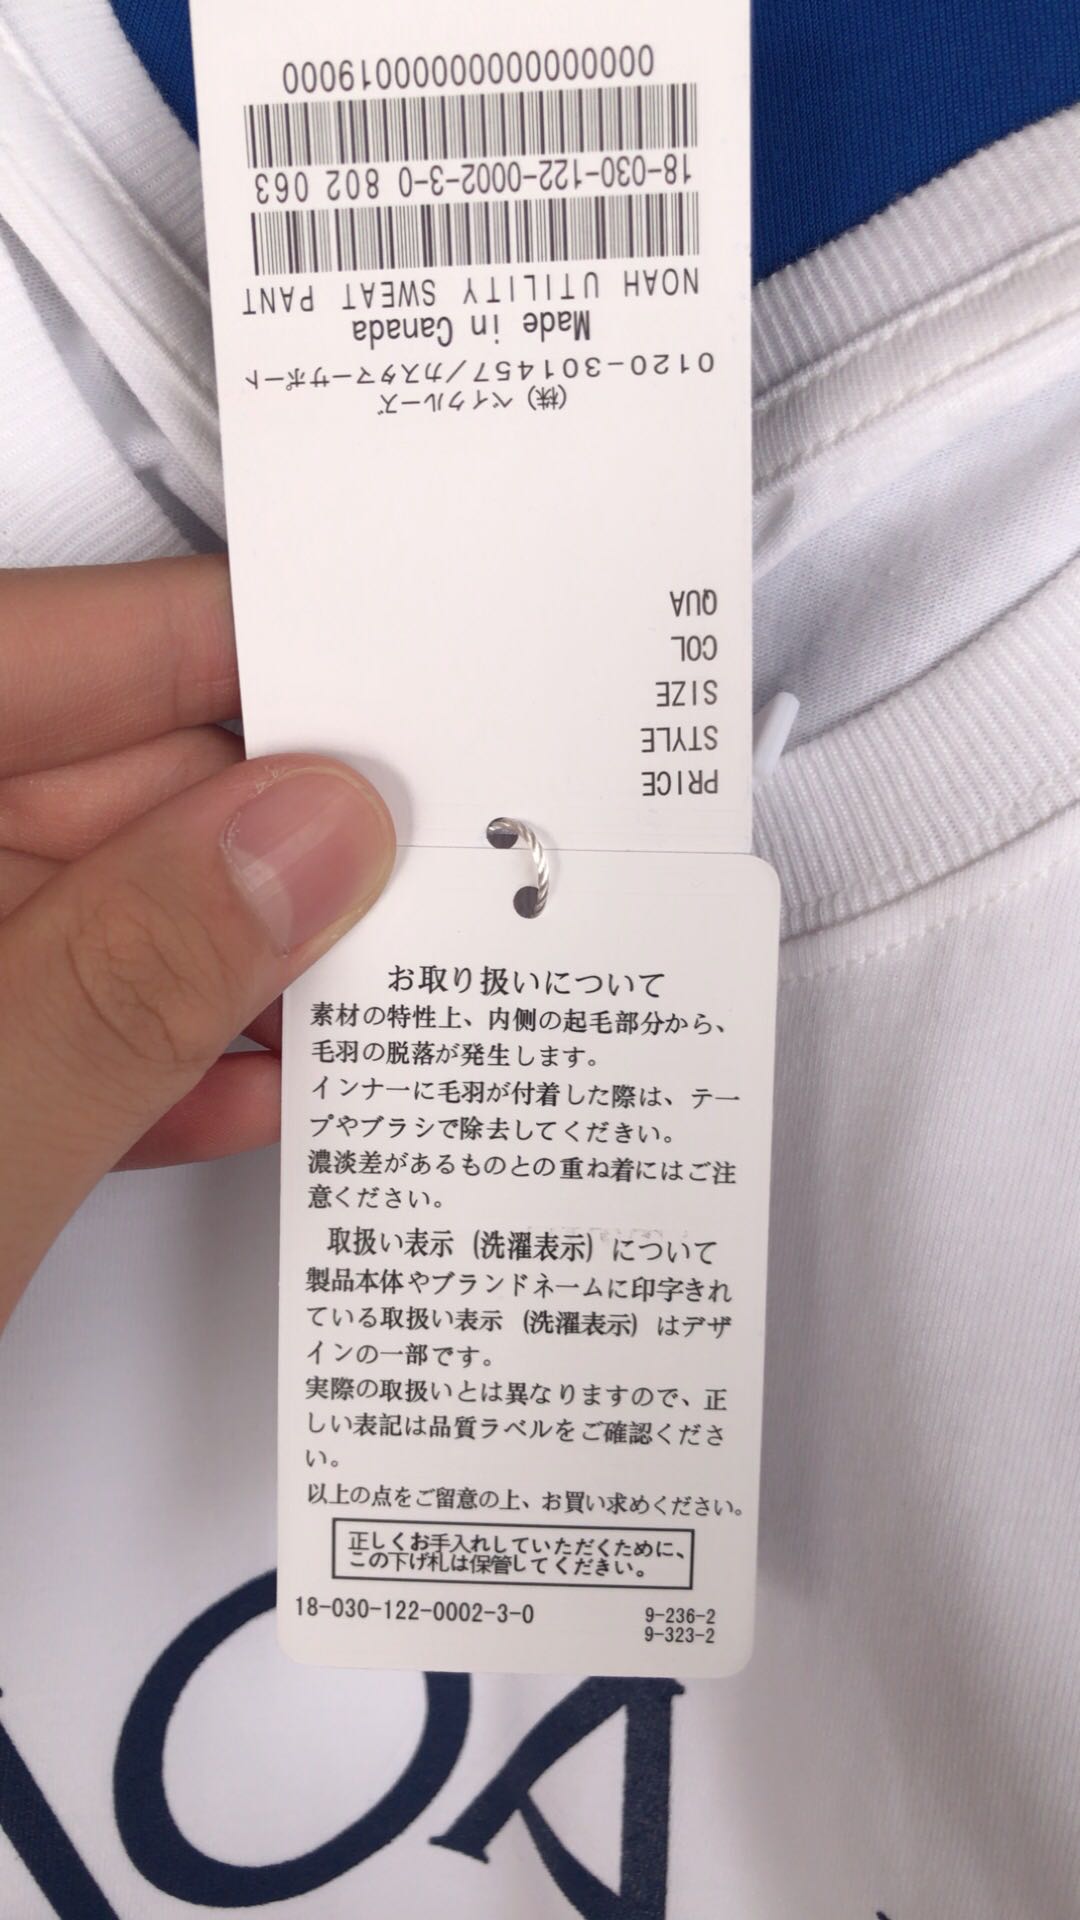 0000000000000019000
18-030-122-0002-3-0 802 063
NOAH UTILITY SWEAT PANT
Made in Canada
0120-301457/カスタマーサポート
(株) ベイクルーズ
QUA
COL
SIZE
STYLE
PRICE
お取り扱いについて
素材の特性上、内側の起毛部分から、
毛羽の脱落が発生します。
インナーに毛羽が付着した際は、テー
プやブラシで除去してください。
濃淡差があるものとの重ね着にはご注
意ください。
取扱い表示 (洗濯表示) について
製品本体やブランドネームに印字され
ている取扱い表示 (洗濯表示) はデザ
インの一部です。
実際の取扱いとは異なりますので、正
しい表記は品質ラベルをご確認くださ
い。
以上の点をご留意の上、お買い求めください。
正しくお手入れしていただくために、
この下げ札は保管してください。
18-030-122-0002-3-0
9-236-2
9-323-2